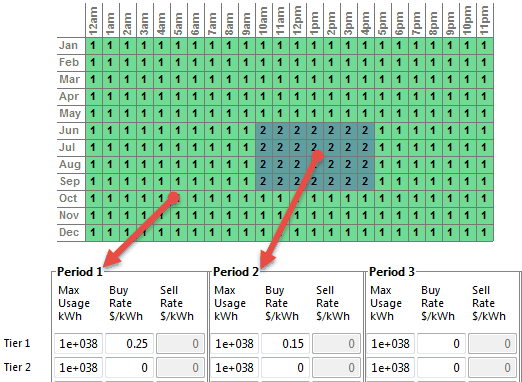 12am 1am 2am 3am 4am 5am 6am 7am 8am 9am 10am 11am 12pm 1pm 2pm 3pm 4pm 5pm 6pm 7pm 8pm 9pm 10pm 11pm
Jan 1 1 1 1 1 1 1 1 1 1 1 1 1 1 1 1 1 1 1 1 1 1 1 1
Feb 1 1 1 1 1 1 1 1 1 1 1 1 1 1 1 1 1 1 1 1 1 1 1 1
Mar 1 1 1 1 1 1 1 1 1 1 1 1 1 1 1 1 1 1 1 1 1 1 1 1
Apr 1 1 1 1 1 1 1 1 1 1 1 1 1 1 1 1 1 1 1 1 1 1 1 1
May 1 1 1 1 1 1 1 1 1 1 1 1 1 1 1 1 1 1 1 1 1 1 1 1
Jun 1 1 1 1 1 1 1 1 1 1 2 2 2 2 2 2 2 1 1 1 1 1 1 1
Jul 1 1 1 1 1 1 1 1 1 1 2 2 2 2 2 2 2 1 1 1 1 1 1 1
Aug 1 1 1 1 1 1 1 1 1 1 2 2 2 2 2 2 2 1 1 1 1 1 1 1
Sep 1 1 1 1 1 1 1 1 1 1 2 2 2 2 2 2 2 1 1 1 1 1 1 1
Oct 1 1 1 1 1 1 1 1 1 1 1 1 1 1 1 1 1 1 1 1 1 1 1 1
Nov 1 1 1 1 1 1 1 1 1 1 1 1 1 1 1 1 1 1 1 1 1 1 1 1
Dec 1 1 1 1 1 1 1 1 1 1 1 1 1 1 1 1 1 1 1 1 1 1 1 1
Period 1 Period 2 Period 3
Max Buy Sell Max Buy Sell Max Buy Sell
Usage Rate Rate Usage Rate Rate Usage Rate Rate
kWh $/kWh $/kWh kWh $/kWh $/kWh kWh $/kWh $/kWh
Tier 1 1e+038 0.25 0 1e+038 0.15 0 1e+038 0 0
Tier 2 1e+038 0 0 1e+038 0 0 1e+038 0 0